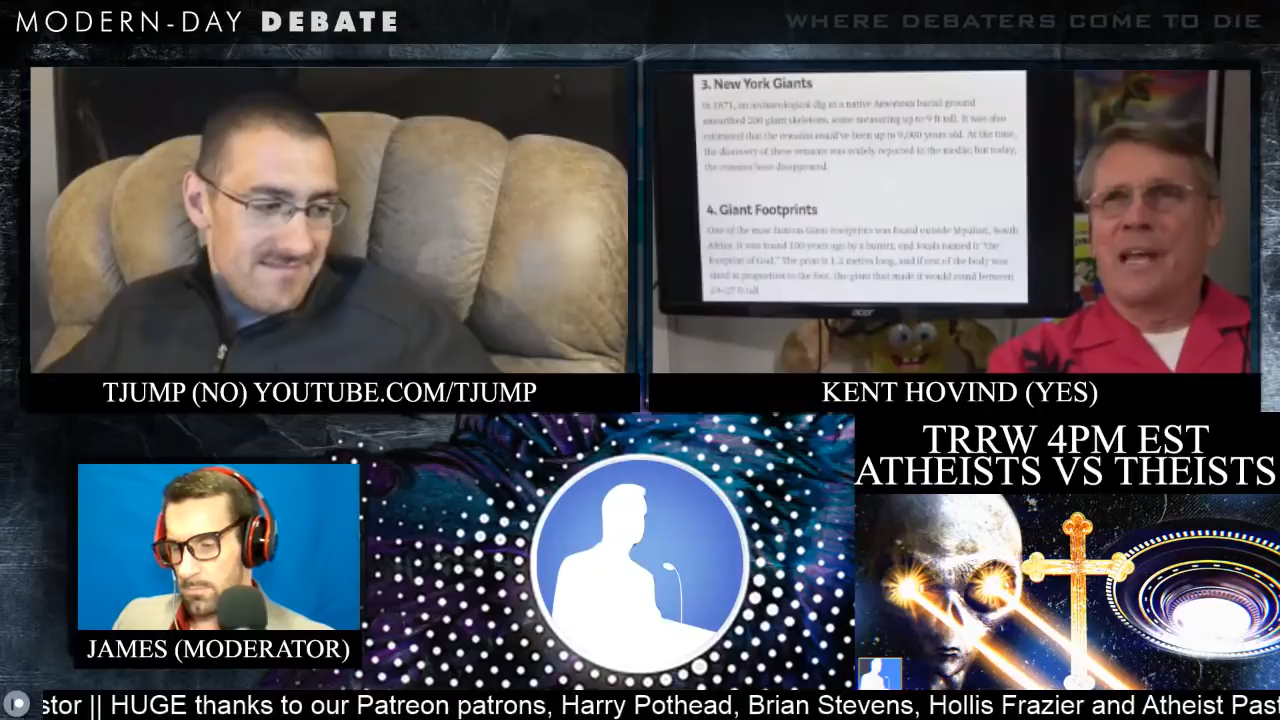 MODERN-DAY DEBATE
WHERE DEBATERS COME TO DIE
3. New York Giants
In 1871, an archaeological dig in a native American burial ground
unearthed 200 giant skeletons, some measuring up to 9 ft tall. It was also
estimated that the remains could've been up to 9,000 years old. At the time,
the discovery of these remains was widely reported in the media; but today,
the remains have disappeared.
4. Giant Footprints
One of the most famous Giant Footprints was found outside Mpuluzi, South
Africa. It was found 100 years ago by a hunter, and locals named it "the
footprint of God." The print is 1.2 metres long, and if rest of the body was
sized in proportion to the foot, the giant that made it would stand between
24-27 ft tall
acer
TJUMP (NO) YOUTUBE.COM/TJUMP
KENT HOVIND (YES)
TRRW 4PM EST
ATHEISTS VS THEISTS
JAMES (MODERATOR)
stor || HUGE thanks to our Patreon patrons, Harry Pothead, Brian Stevens, Hollis Frazier and Atheist Past